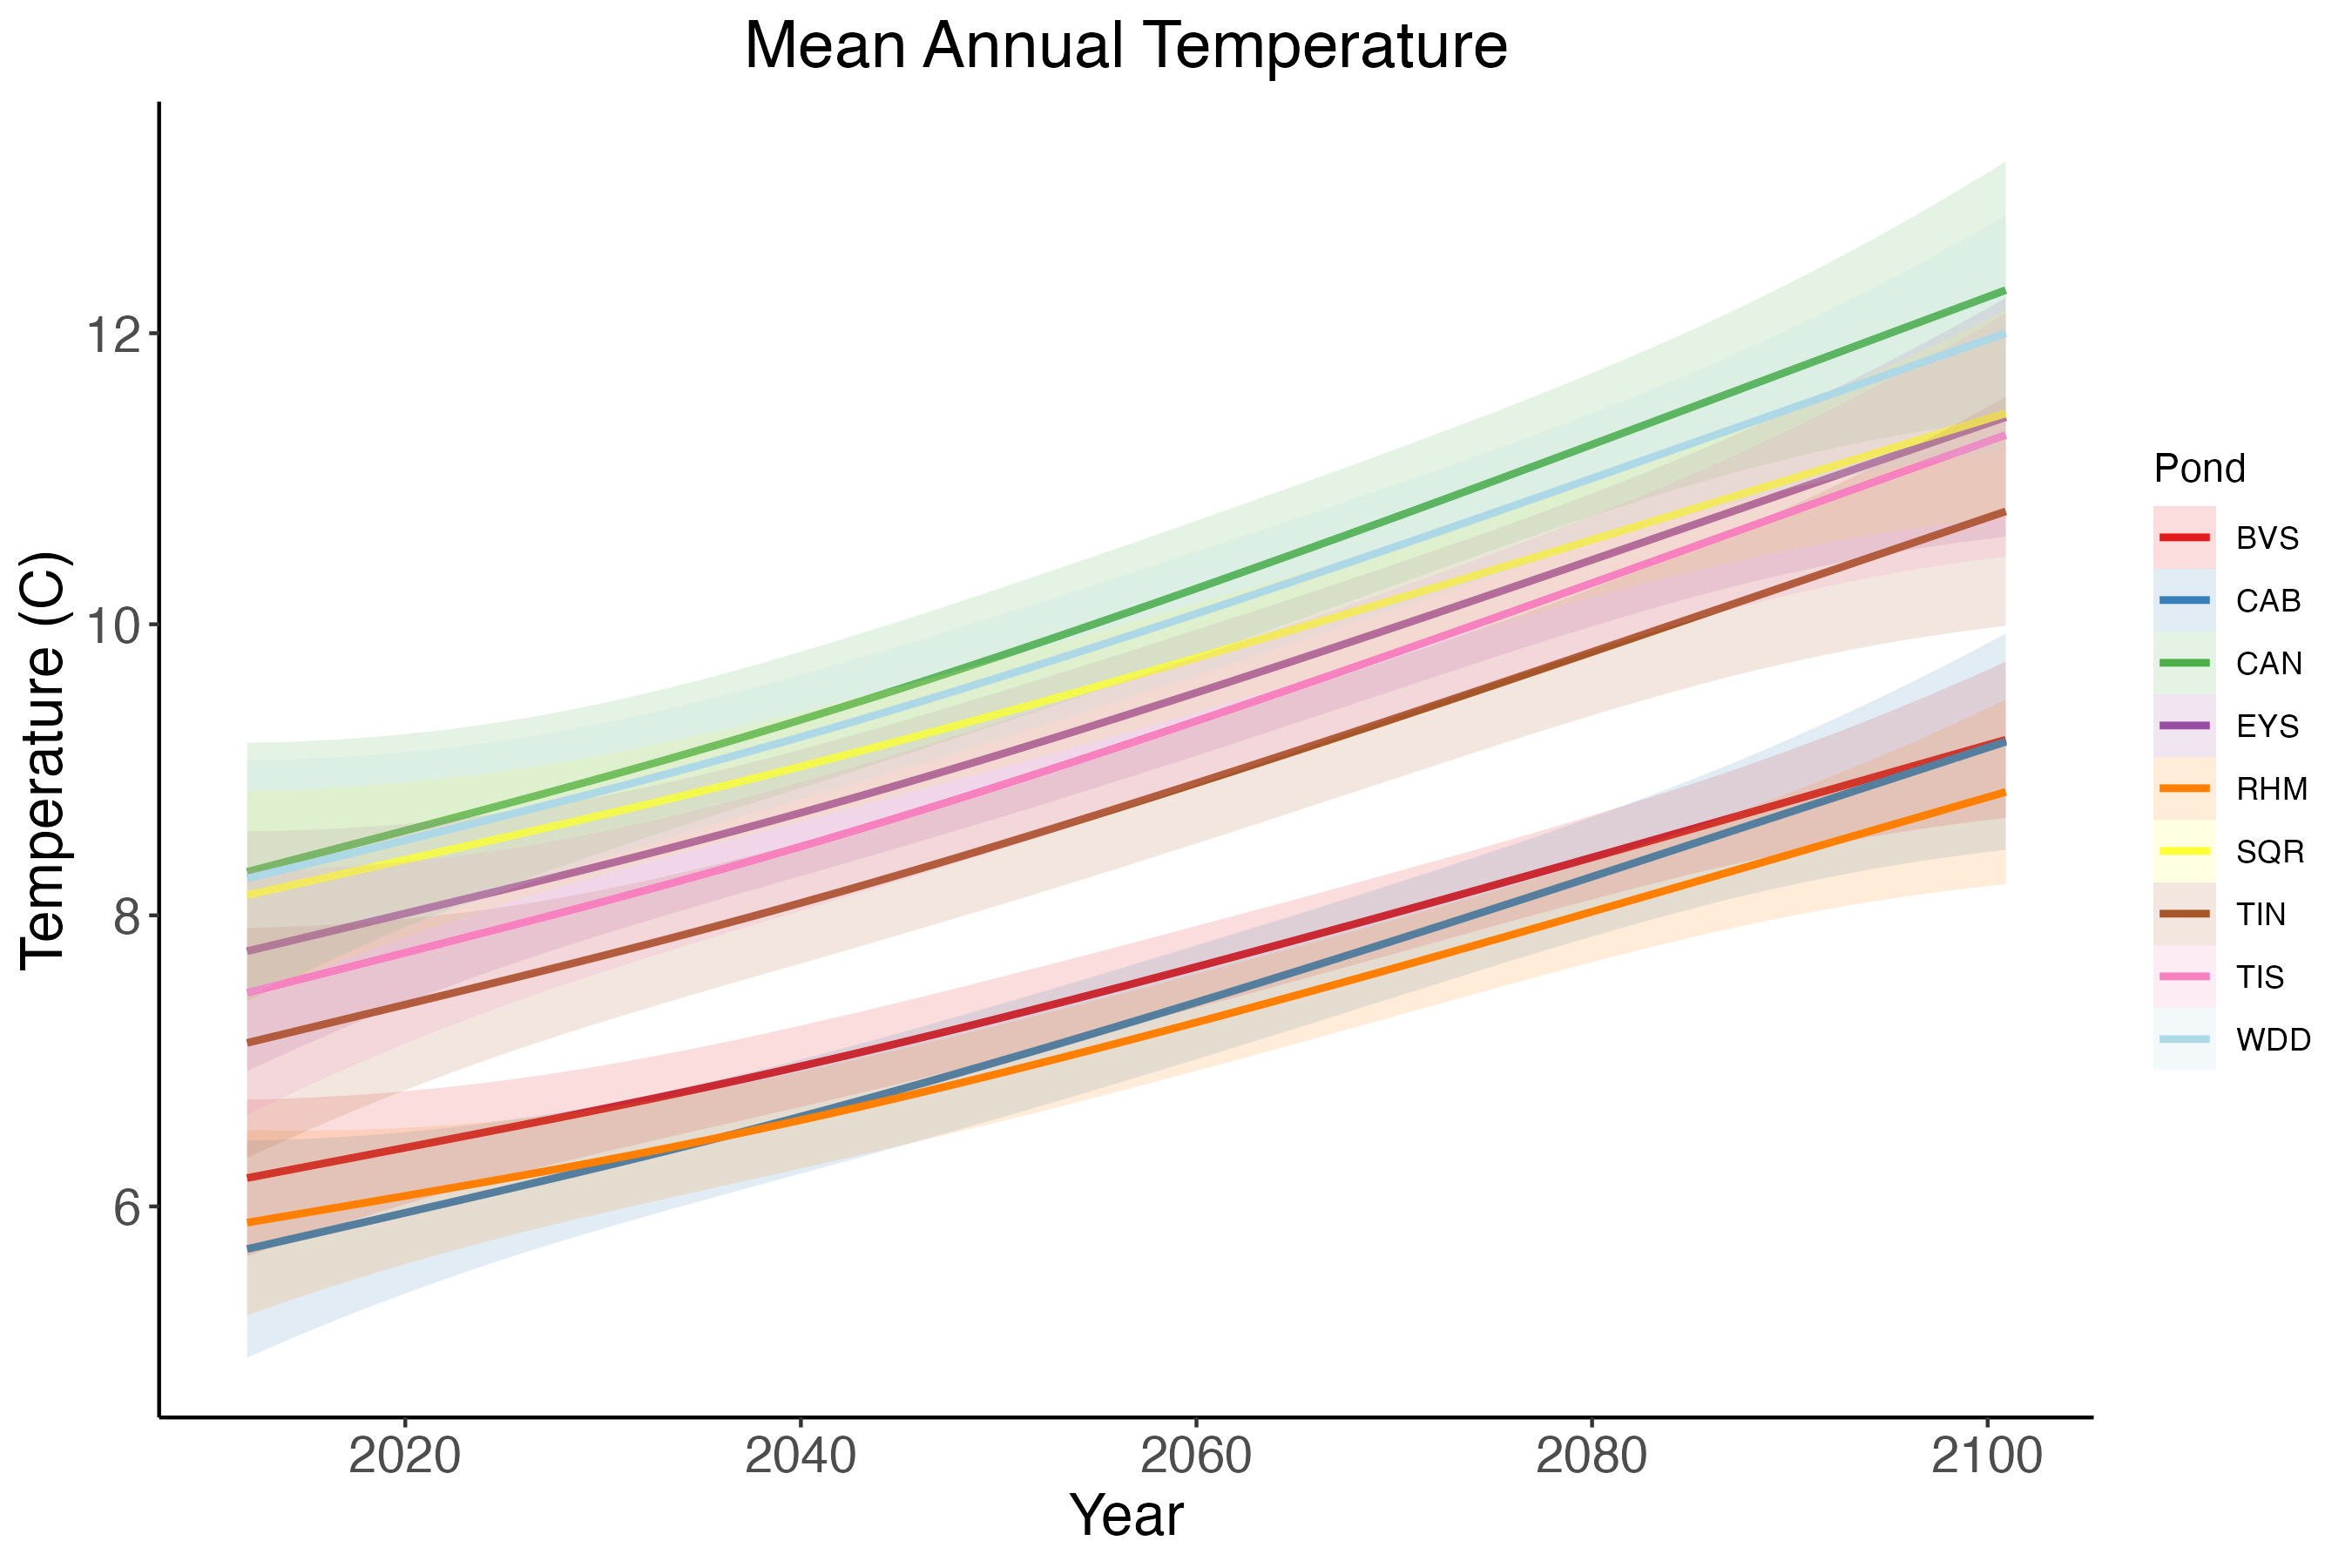 Mean Annual Temperature
Temperature (C)
12
10
8
6
2020 2040 2060 2080 2100
Year
Pond
BVS
CAB
CAN
EYS
RHM
SQR
TIN
TIS
WDD